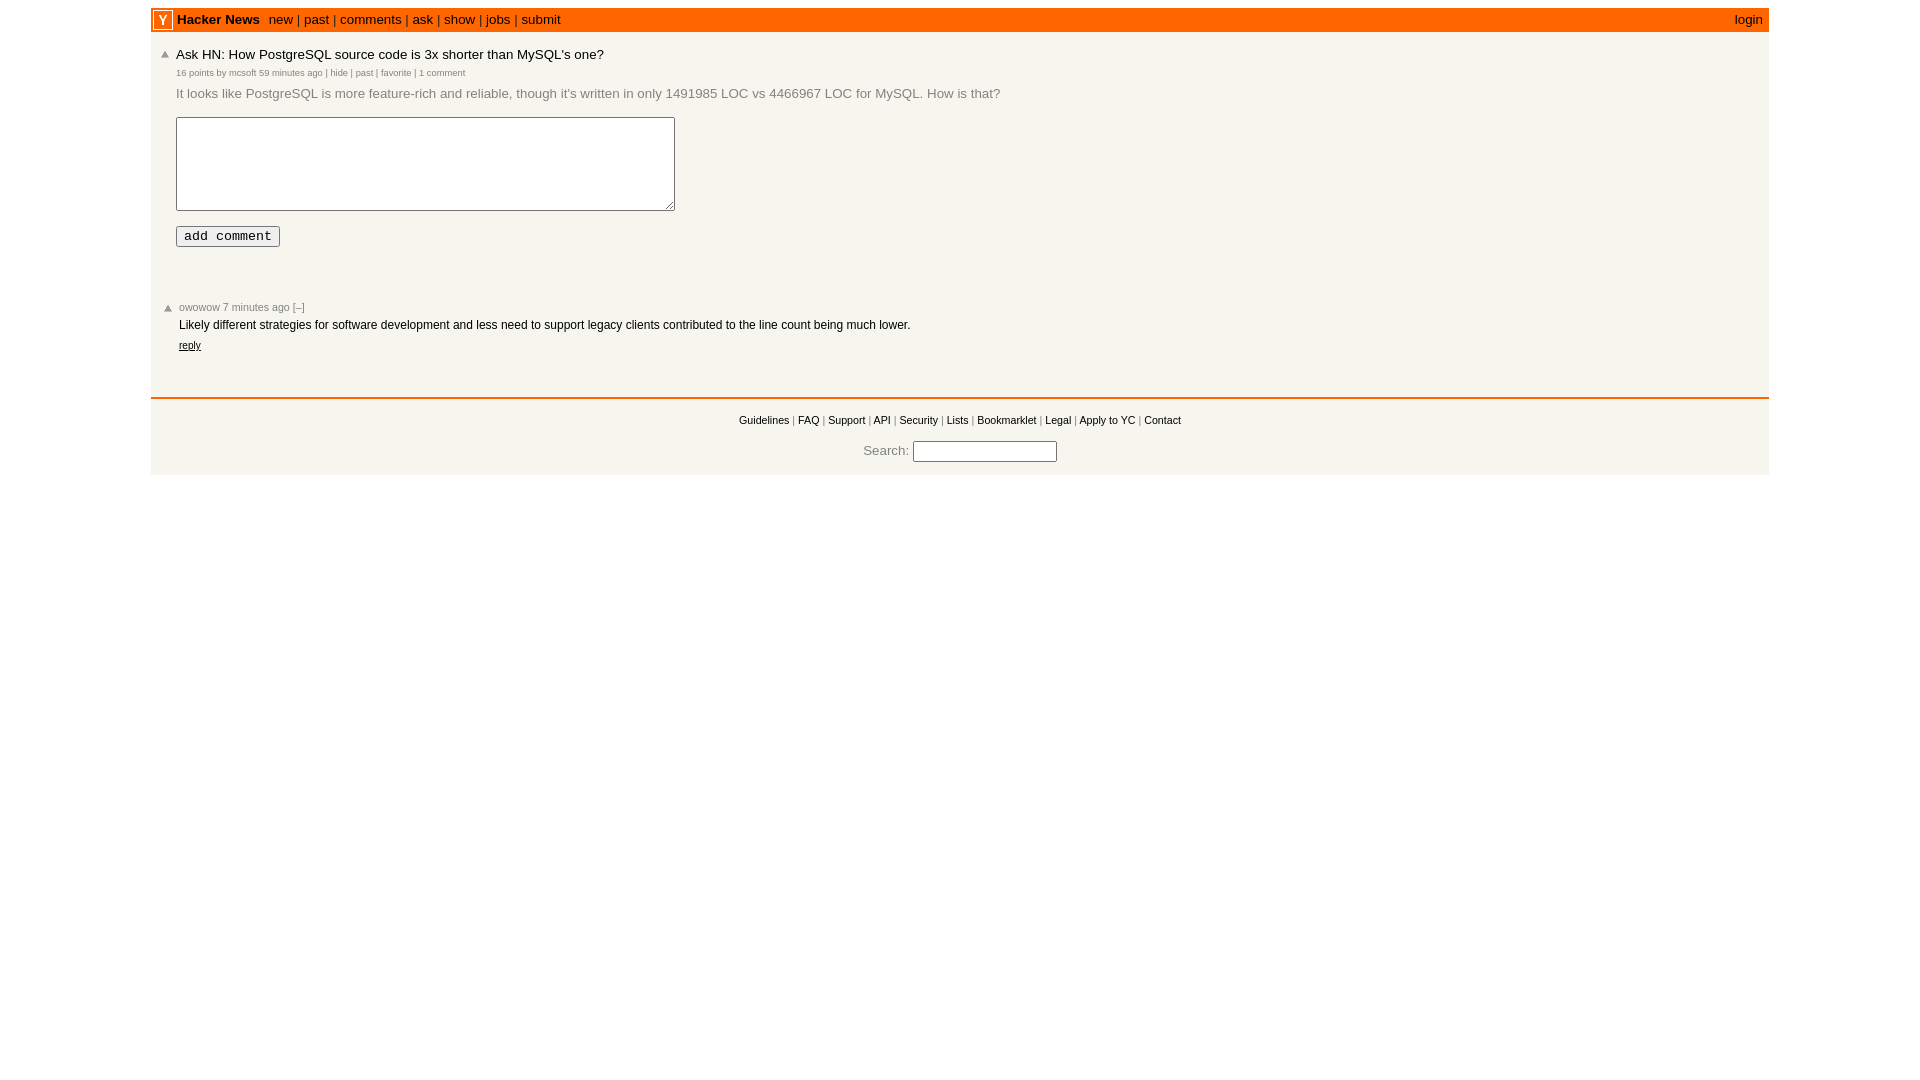 Y Hacker News new | past | comments | ask | show | jobs | submit login
Ask HN: How PostgreSQL source code is 3x shorter than MySQL's one?
16 points by mcsoft 59 minutes ago | hide | past | favorite | 1 comment
It looks like PostgreSQL is more feature-rich and reliable, though it's written in only 1491985 LOC vs 4466967 LOC for MySQL. How is that?
add comment
owowow 7 minutes ago [–]
Likely different strategies for software development and less need to support legacy clients contributed to the line count being much lower.
reply
Guidelines | FAQ | Support | API | Security | Lists | Bookmarklet | Legal | Apply to YC | Contact
Search: